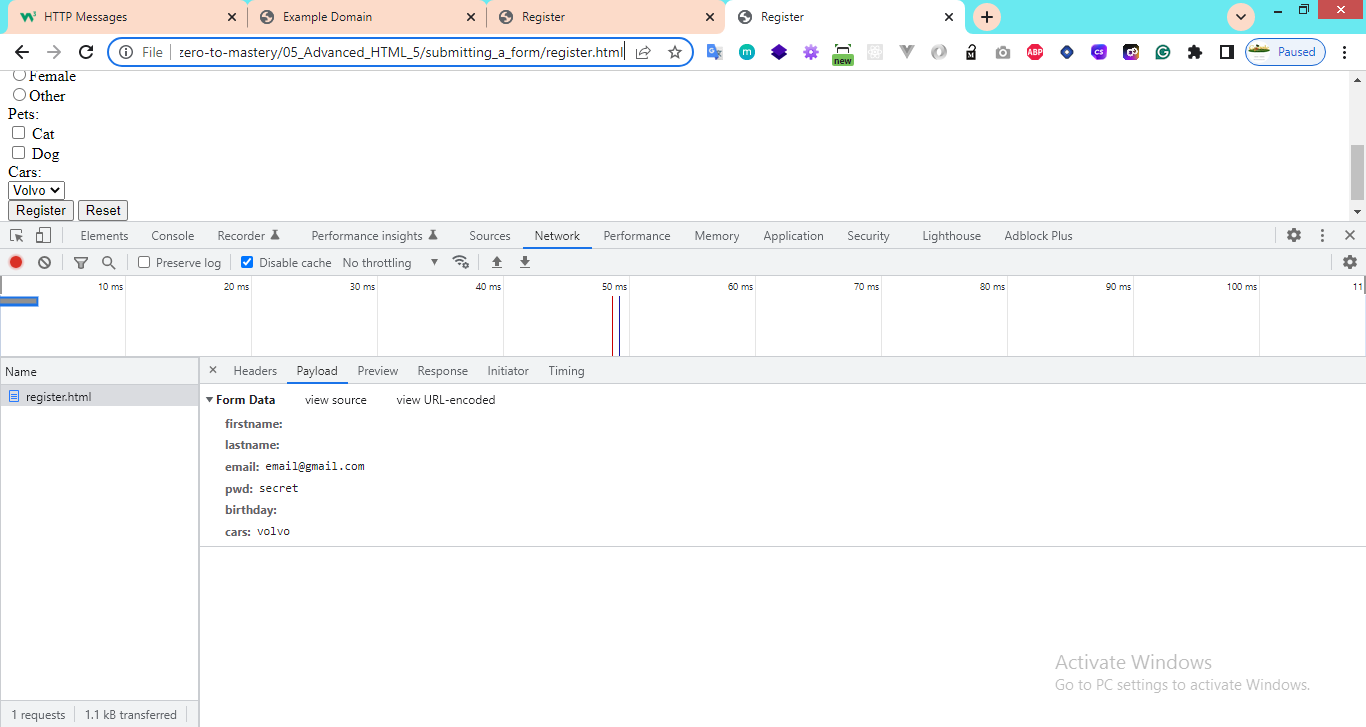 HTTP Messages
Example Domain
Register
Register
File
zero-to-mastery/05_Advanced_HTML_5/submitting_a_form/register.html
m
new
ABP
CS
Paused
Female
Other
Pets:
Cat
Dog
Cars:
Volvo
Register Reset
Elements Console Recorder Performance insights Sources Network Performance Memory Application Security Lighthouse Adblock Plus
Preserve log Disable cache No throttling
10 ms 20 ms 30 ms 40 ms 50 ms 60 ms 70 ms 80 ms 90 ms 100 ms 11
Name
Headers Payload Preview Response Initiator Timing
register.html
Form Data view source view URL-encoded
firstname:
lastname:
email: email@gmail.com
pwd: secret
birthday:
cars: volvo
Activate Windows
Go to PC settings to activate Windows.
1 requests 1.1 kB transferred